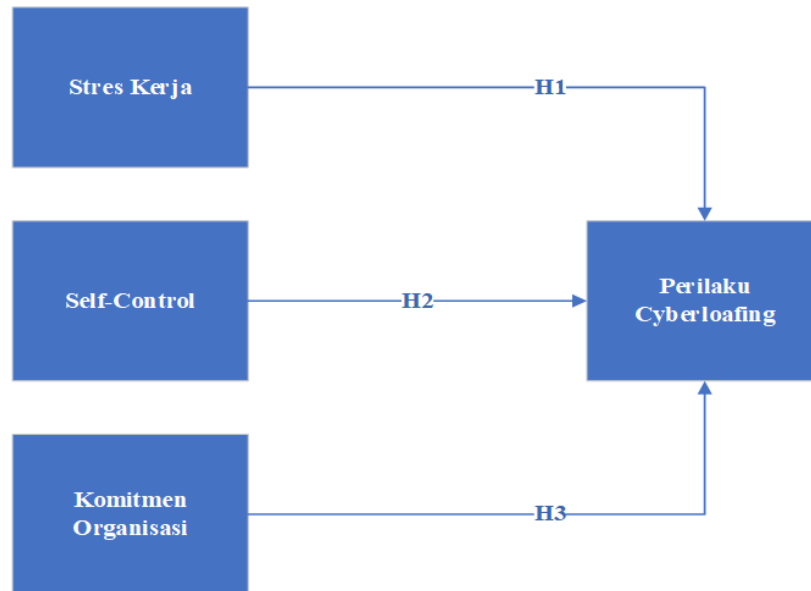 Stres Kerja
H1
Self-Control
H2
Perilaku
Cyberloafing
Komitmen
Organisasi
H3